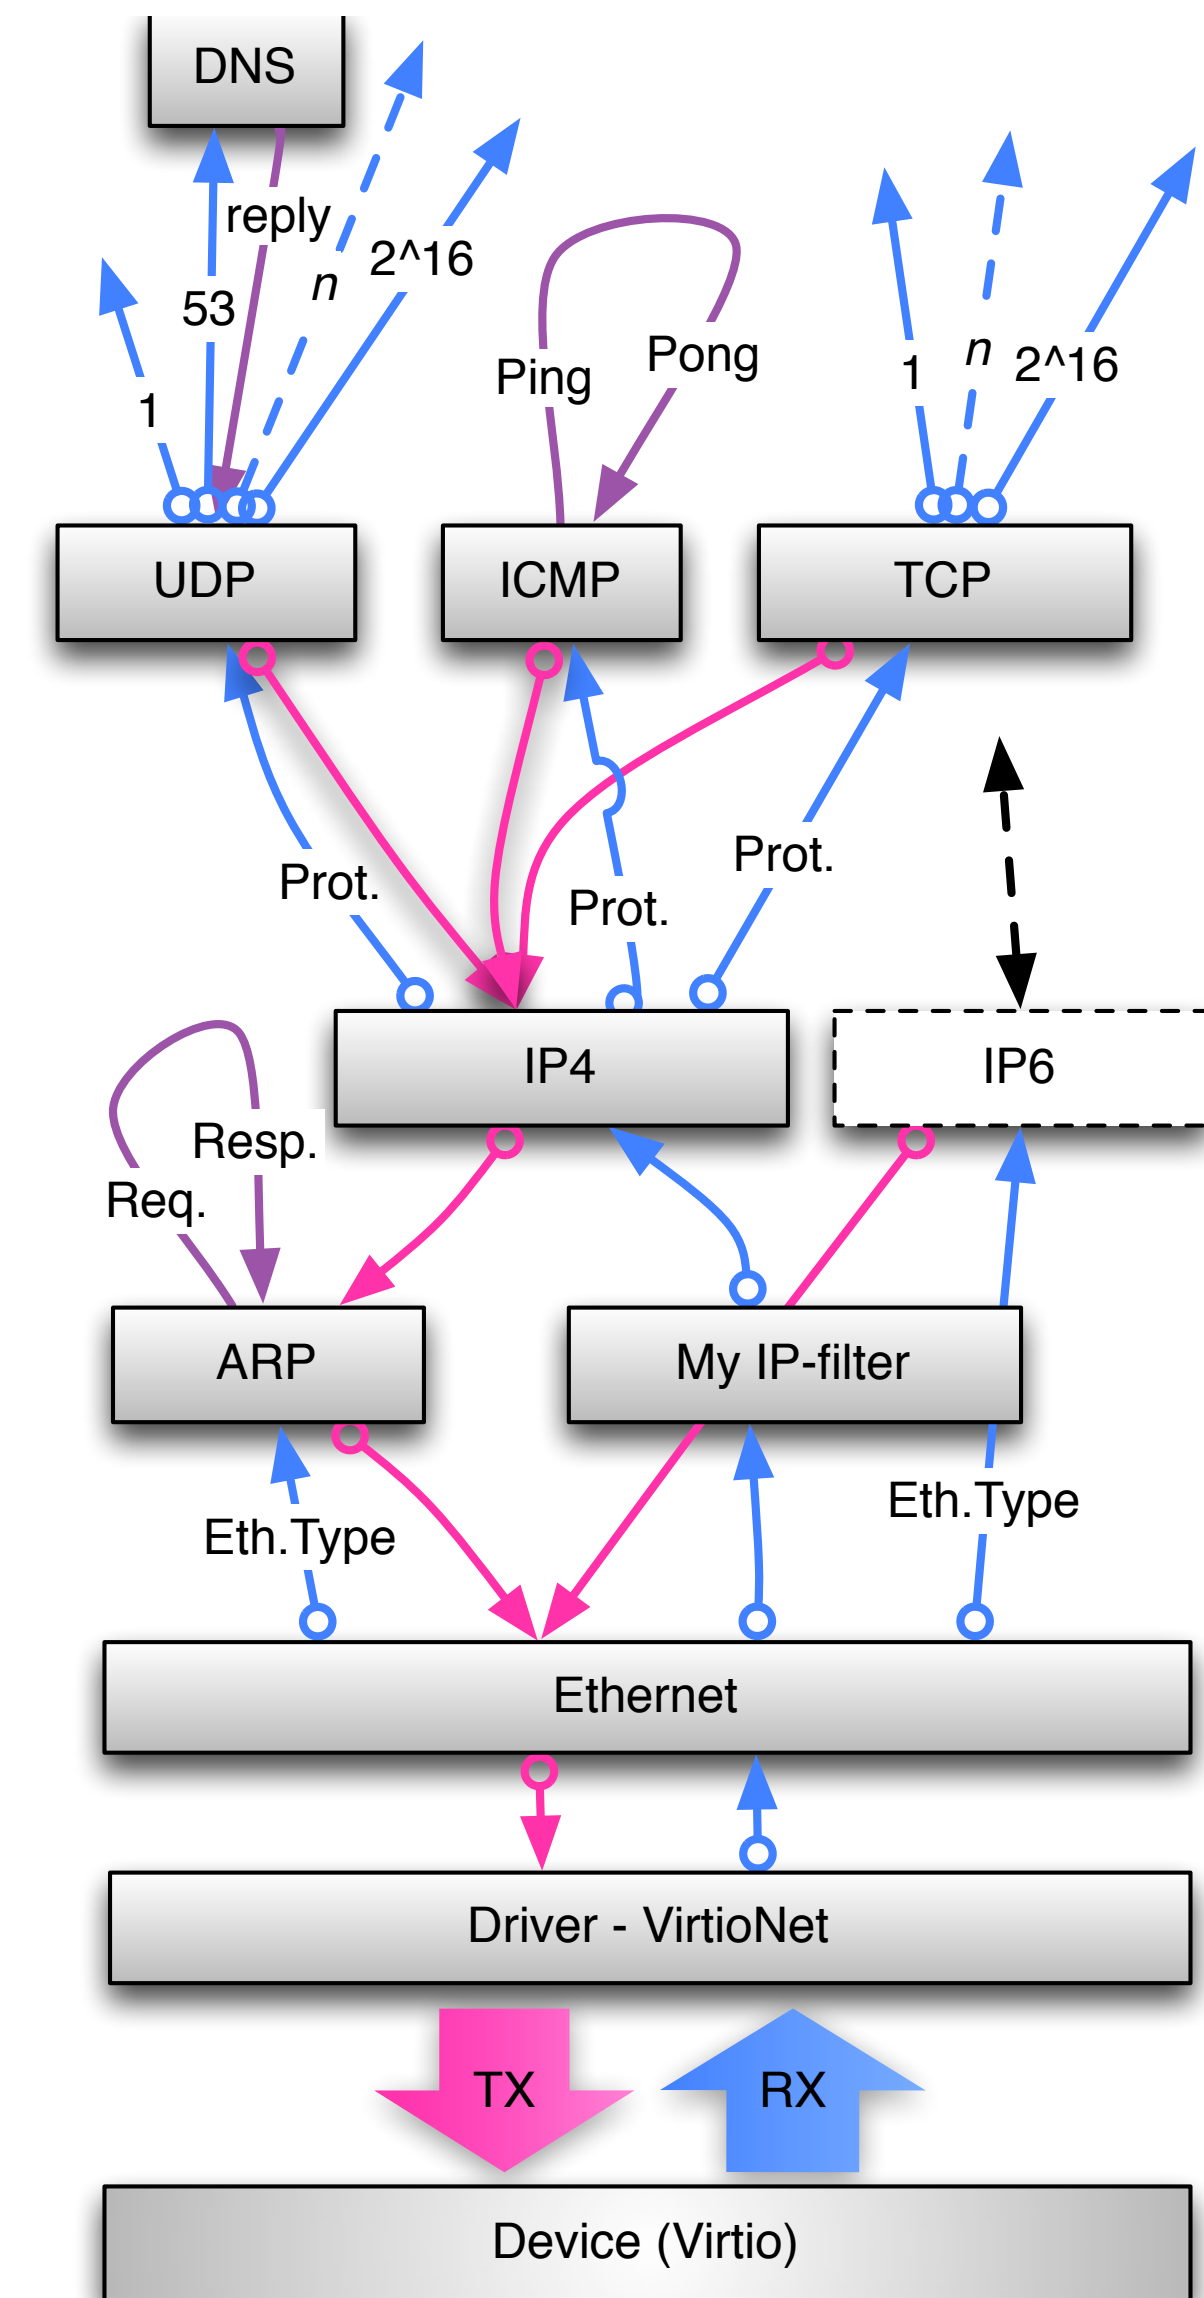 DNS
reply
n
2^16
53
1
Ping
Pong
1
n
2^16
UDP
ICMP
TCP
Prot.
Prot.
Prot.
IP4
IP6
Resp.
Req.
ARP
My IP-filter
Eth.Type
Eth.Type
Ethernet
Driver - VirtioNet
TX
RX
Device (Virtio)